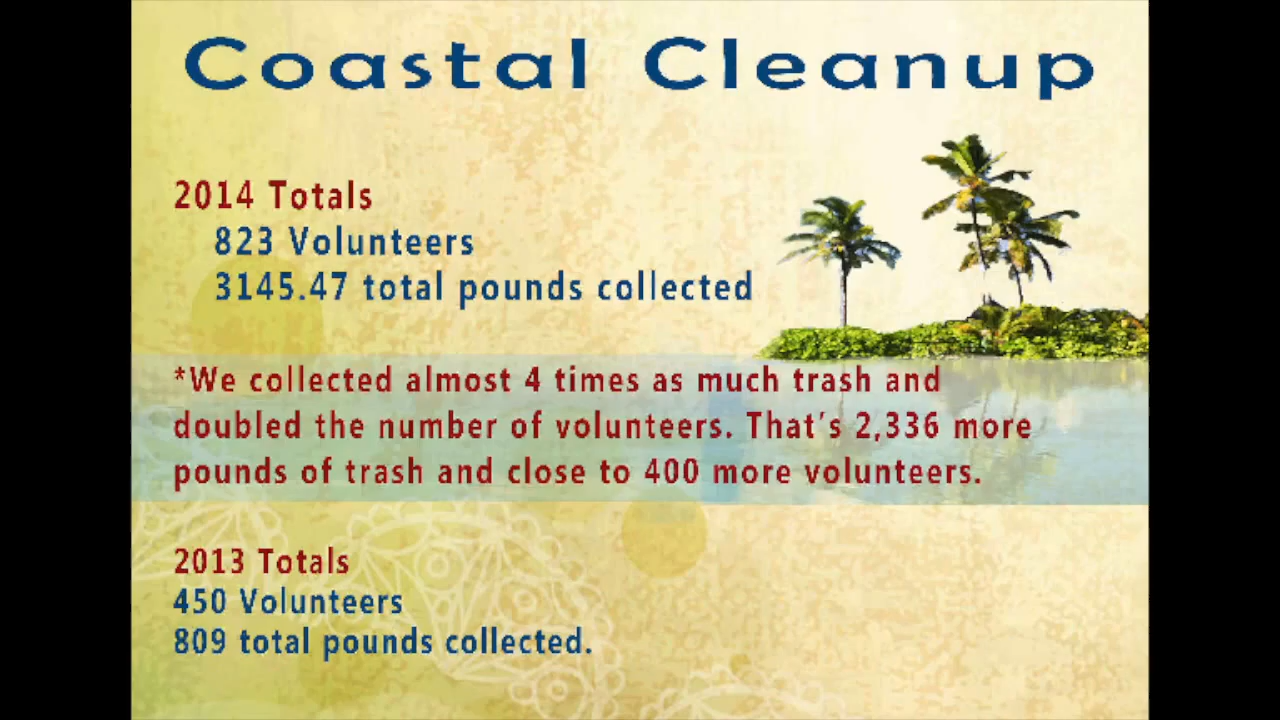 Coastal Cleanup
2014 Totals
823 Volunteers
3145.47 total pounds collected
*We collected almost 4 times as much trash and
doubled the number of volunteers. That's 2,336 more
pounds of trash and close to 400 more volunteers.
2013 Totals
450 Volunteers
809 total pounds collected.